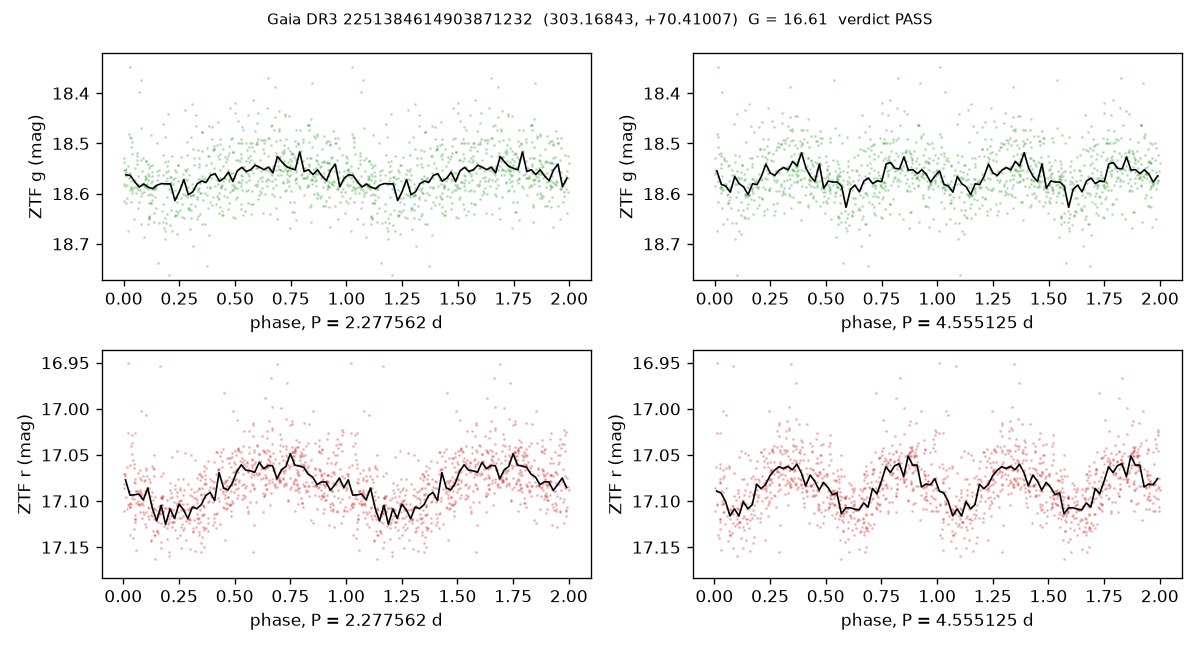 Gaia DR3 2251384614903871232 (303.16843, +70.41007) G = 16.61 verdict PASS
ZTF g (mag)
18.4
18.5
18.6
18.7
0.00 0.25 0.50 0.75 1.00 1.25 1.50 1.75 2.00
phase, P = 2.277562 d
ZTF g (mag)
18.4
18.5
18.6
18.7
0.00 0.25 0.50 0.75 1.00 1.25 1.50 1.75 2.00
phase, P = 4.555125 d
ZTF r (mag)
16.95
17.00
17.05
17.10
17.15
0.00 0.25 0.50 0.75 1.00 1.25 1.50 1.75 2.00
phase, P = 2.277562 d
ZTF r (mag)
16.95
17.00
17.05
17.10
17.15
0.00 0.25 0.50 0.75 1.00 1.25 1.50 1.75 2.00
phase, P = 4.555125 d